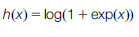 h(x) = log(1 + exp(x))